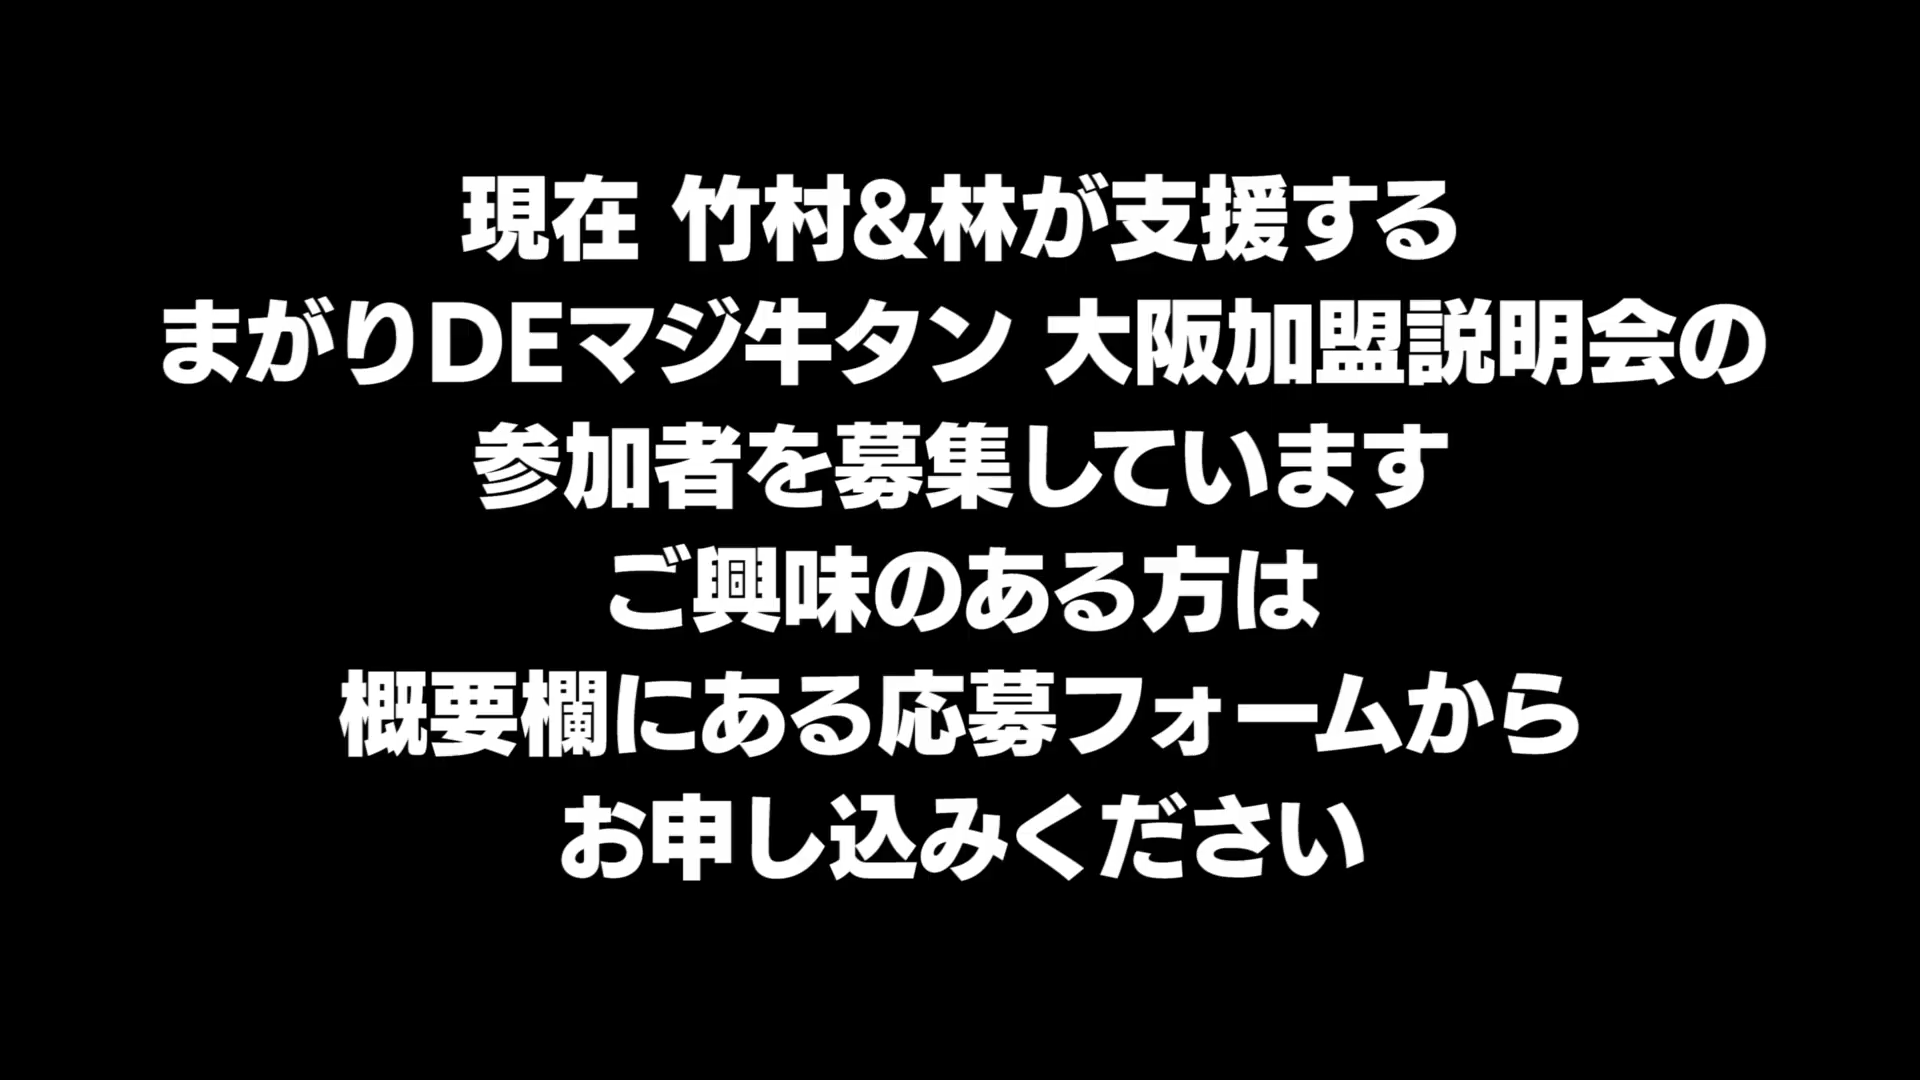 現在 竹村&林が支援する
まがりDEマジ牛タン 大阪加盟説明会の
参加者を募集しています
ご興味のある方は
概要欄にある応募フォームから
お申し込みください